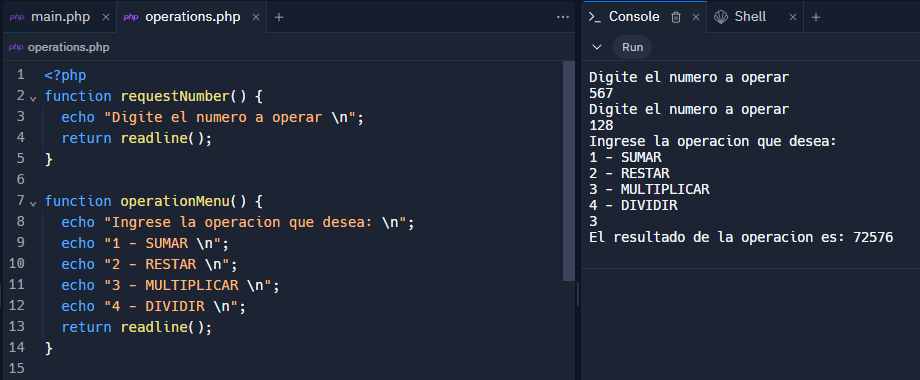 php main.php × php operations.php × + ...
php operations.php
1 <?php
2 function requestNumber() {
3 echo "Digite el numero a operar \n";
4 return readline();
5 }
6
7 function operationMenu() {
8 echo "Ingrese la operacion que desea: \n";
9 echo "1 - SUMAR \n";
10 echo "2 - RESTAR \n";
11 echo "3 - MULTIPLICAR \n";
12 echo "4 - DIVIDIR \n";
13 return readline();
14 }
15
>_ Console × Shell × +
Run
Digite el numero a operar
567
Digite el numero a operar
128
Ingrese la operacion que desea:
1 - SUMAR
2 - RESTAR
3 - MULTIPLICAR
4 - DIVIDIR
3
El resultado de la operacion es: 72576